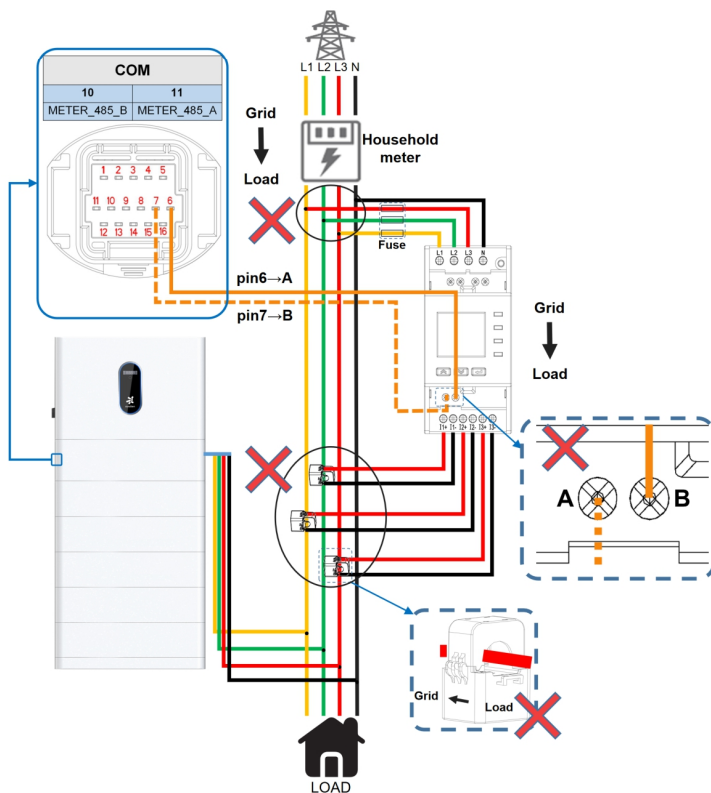 COM
10 11
METER_485_B METER_485_A
1 2 3 4 5
11 10 9 8 7 6
12 13 14 15 16
L1 L2 L3 N
Grid
Load
Household
meter
Fuse
L1 L2 L3 N
pin6→A
pin7→B
Grid
Load
I1+ I1- I2+ I2- I3+ I3-
A B
Grid Load
LOAD